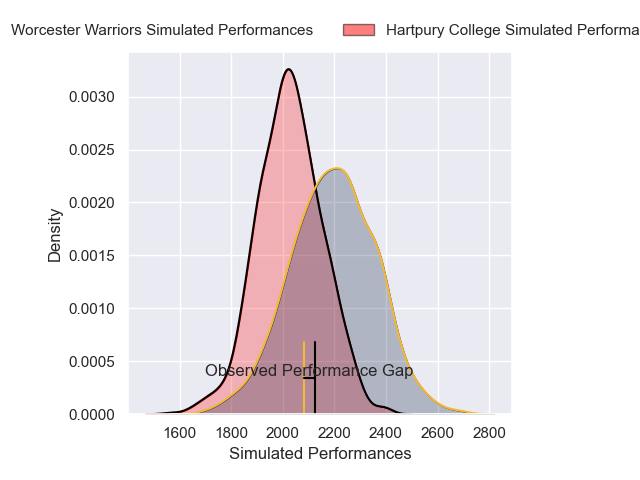 Worcester Warriors Simulated Performances
Hartpury College Simulated Performa
0.0030
0.0025
0.0020
0.0015
0.0010
0.0005
0.0000
Density
Observed Performance Gap
1600 1800 2000 2200 2400 2600 2800
Simulated Performances